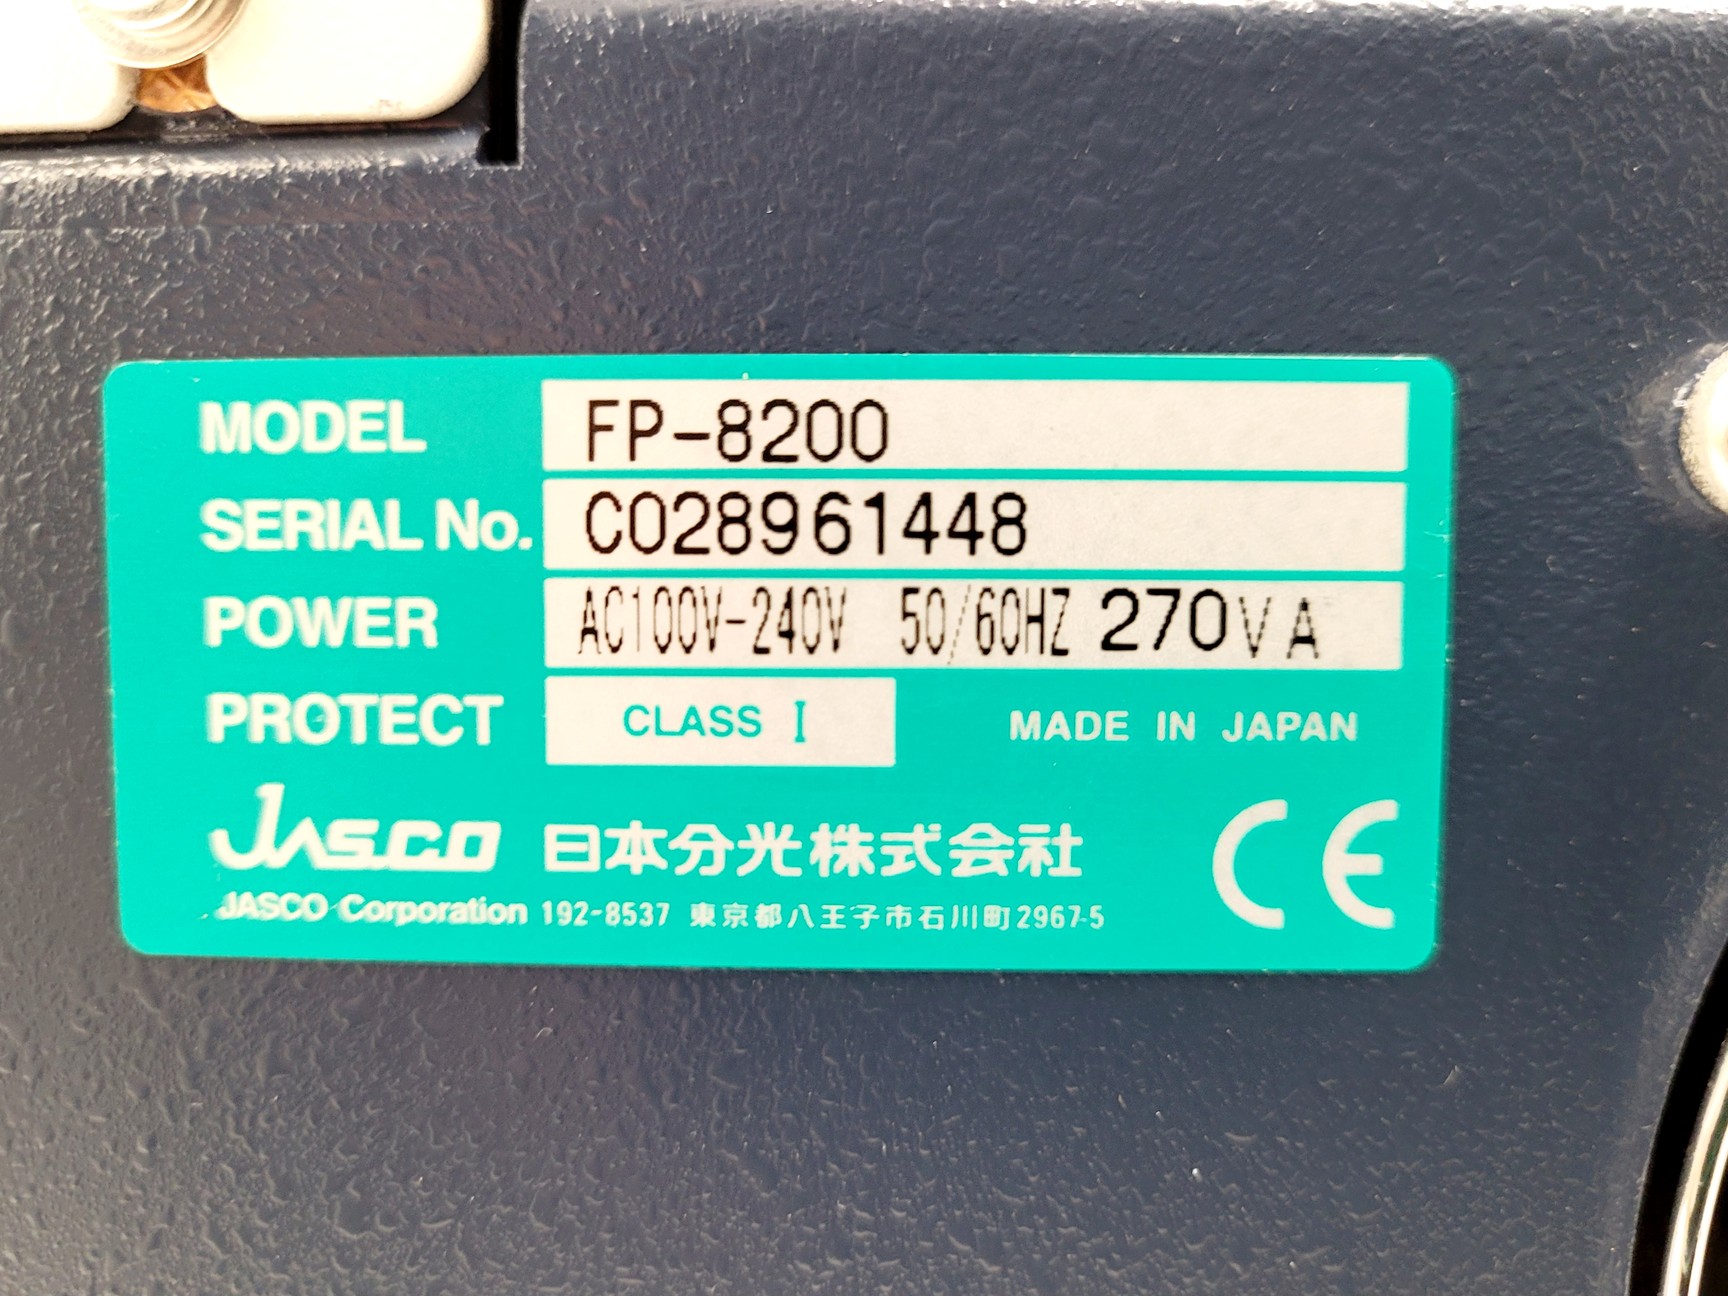 MODEL FP-8200
SERIAL No. C028961448
POWER AC100V-240V 50/60HZ 270VA
PROTECT CLASS I MADE IN JAPAN
JASCO 日本分光株式会社 CE
JASCO Corporation 192-8537 東京都八王子市石川町2967-5